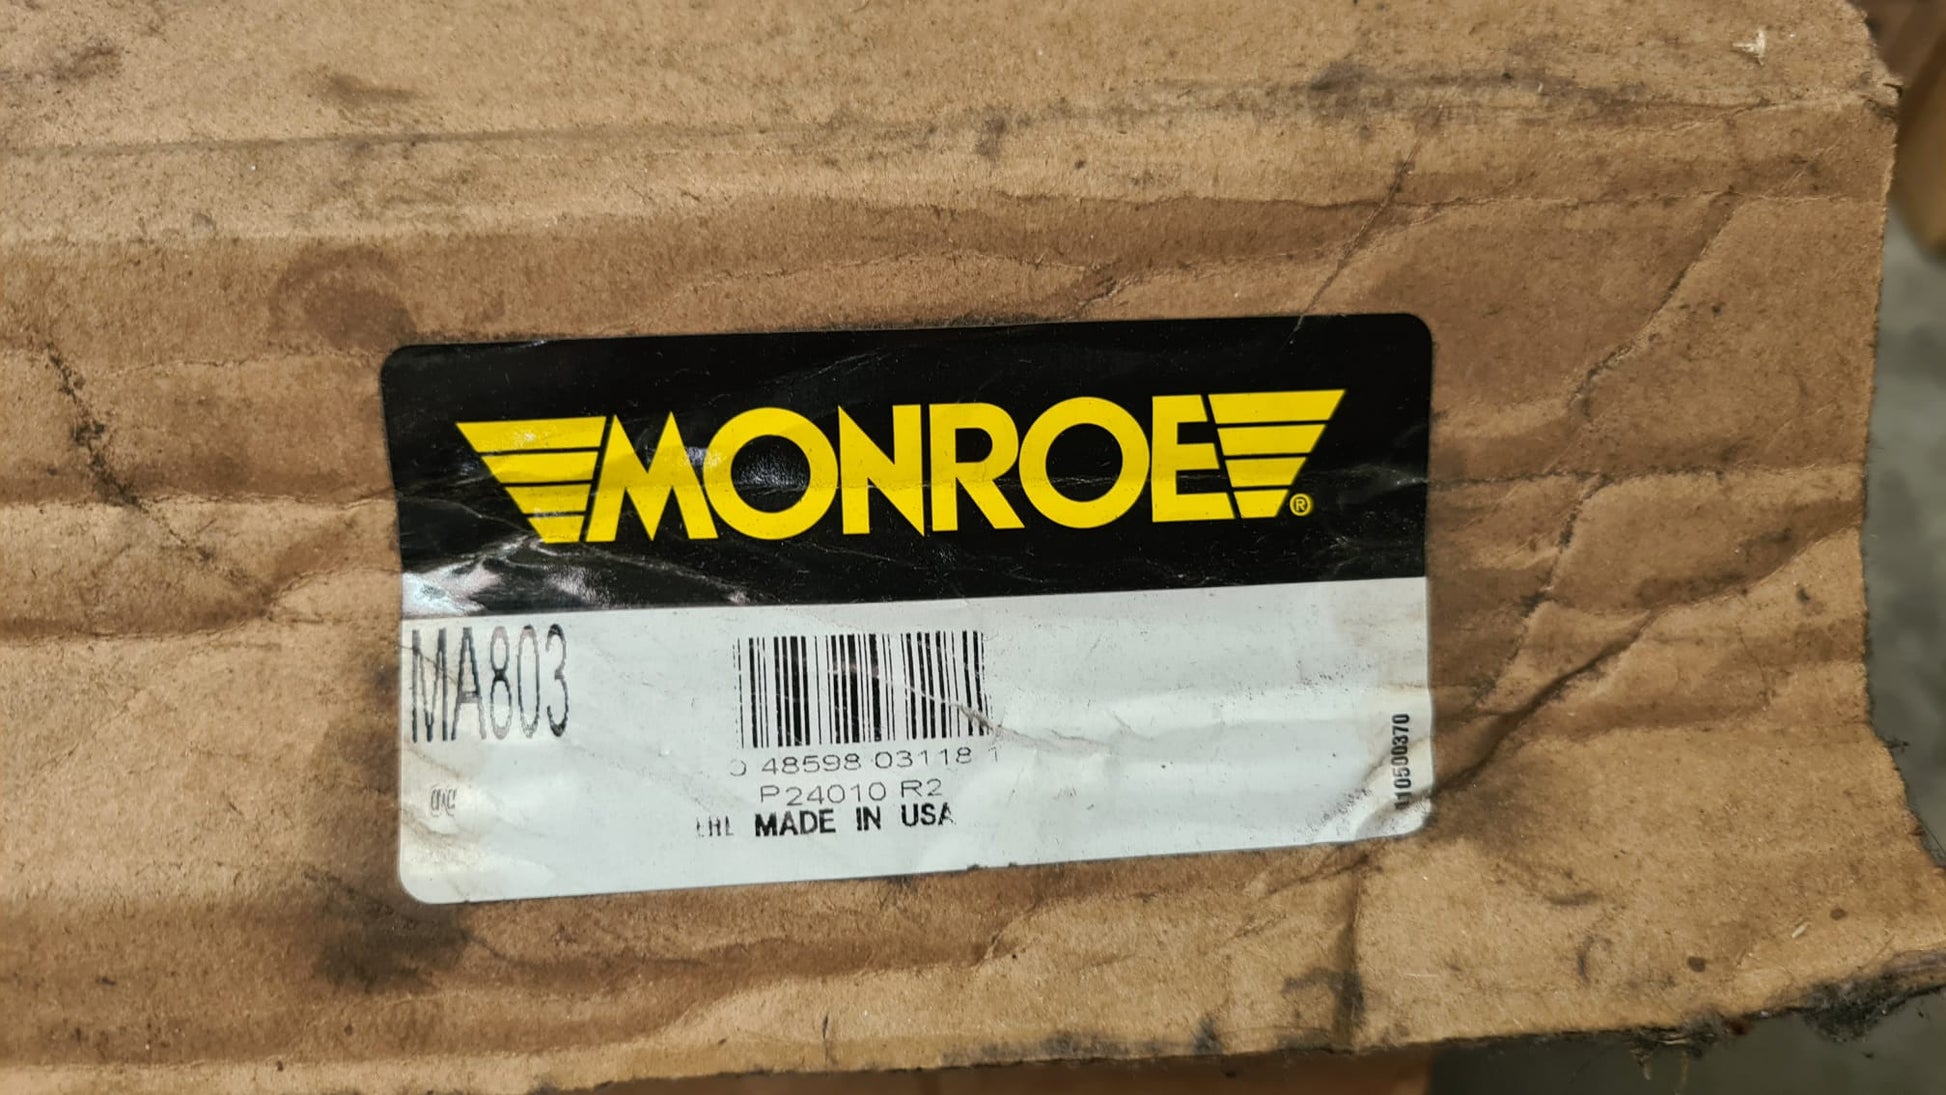 MONROE®
MA803
0 48598 03118 1
P24010 R2
MADE IN USA
110500370